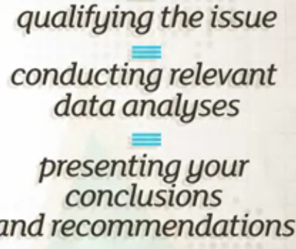 qualifying the issue
conducting relevant
data analyses
presenting your
conclusions
and recommendations